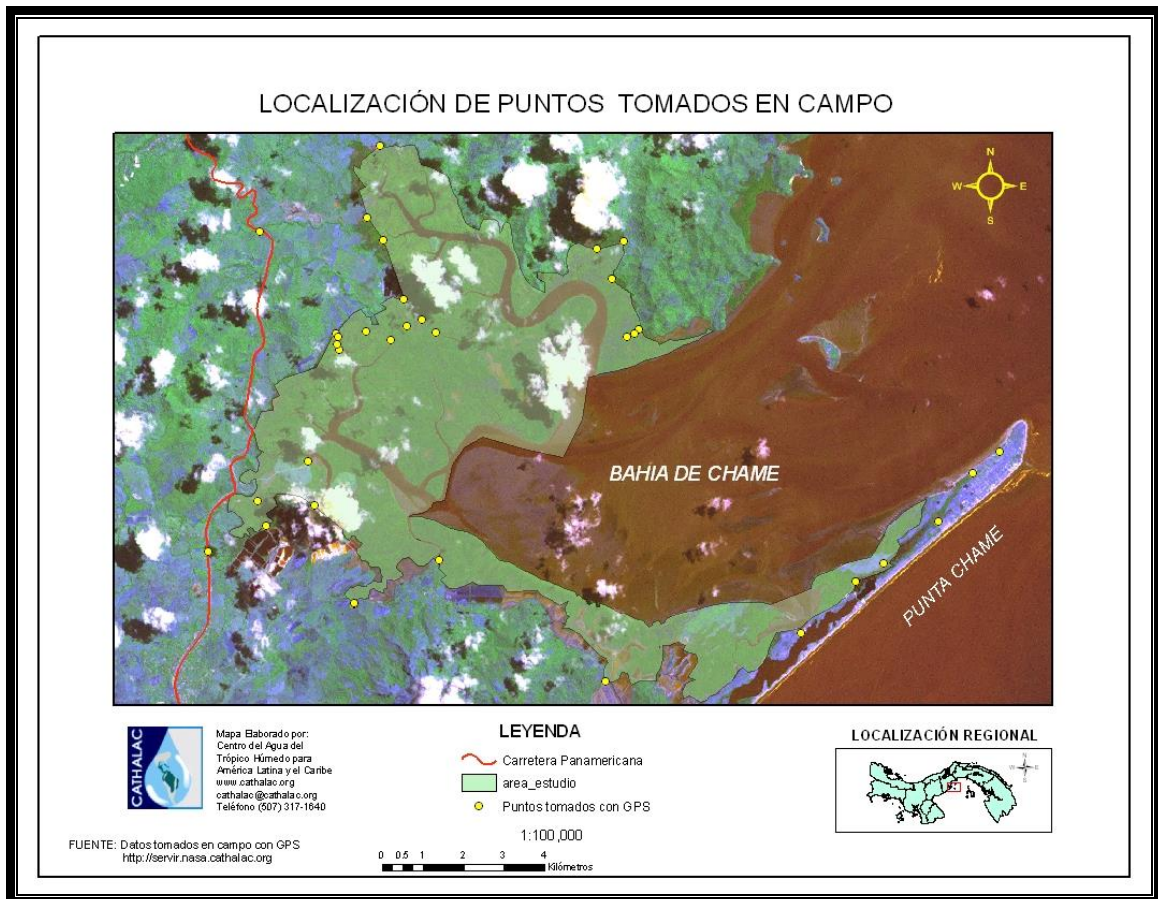 LOCALIZACIÓN DE PUNTOS TOMADOS EN CAMPO
N
W
E
S
BAHIA DE CHAME
PUNTA CHAME
CATHALAC
Mapa Elaborado por:
Centro del Agua del
Trópico Húmedo para
América Latina y el Caribe
www.cathalac.org
cathalac@cathalac.org
Teléfono (507) 317-1640
LEYENDA
Carretera Panamericana
area_estudio
Puntos tomados con GPS
1:100,000
0 0.5 1 2 3 4
Kilómetros
LOCALIZACIÓN REGIONAL
FUENTE: Datos tomados en campo con GPS
http://servir.nasa.cathalac.org